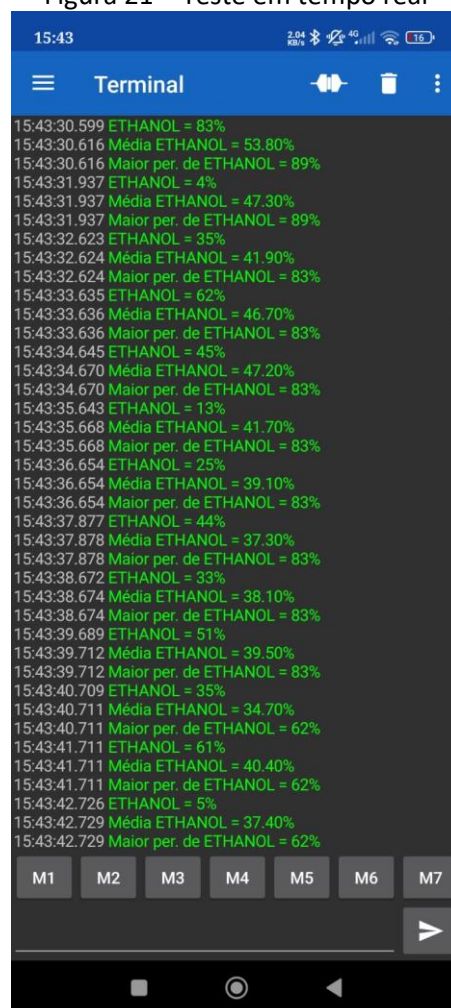 Figura 21 – Teste em tempo real
15:43
2.04 KB/s 4G 16
Terminal
15:43:30.599 ETHANOL = 83%
15:43:30.616 Média ETHANOL = 53.80%
15:43:30.616 Maior per. de ETHANOL = 89%
15:43:31.937 ETHANOL = 4%
15:43:31.937 Média ETHANOL = 47.30%
15:43:31.937 Maior per. de ETHANOL = 89%
15:43:32.623 ETHANOL = 35%
15:43:32.624 Média ETHANOL = 41.90%
15:43:32.624 Maior per. de ETHANOL = 83%
15:43:33.635 ETHANOL = 62%
15:43:33.636 Média ETHANOL = 46.70%
15:43:33.636 Maior per. de ETHANOL = 83%
15:43:34.645 ETHANOL = 45%
15:43:34.670 Média ETHANOL = 47.20%
15:43:34.670 Maior per. de ETHANOL = 83%
15:43:35.643 ETHANOL = 13%
15:43:35.668 Média ETHANOL = 41.70%
15:43:35.668 Maior per. de ETHANOL = 83%
15:43:36.654 ETHANOL = 25%
15:43:36.654 Média ETHANOL = 39.10%
15:43:36.654 Maior per. de ETHANOL = 83%
15:43:37.877 ETHANOL = 44%
15:43:37.878 Média ETHANOL = 37.30%
15:43:37.878 Maior per. de ETHANOL = 83%
15:43:38.672 ETHANOL = 33%
15:43:38.674 Média ETHANOL = 38.10%
15:43:38.674 Maior per. de ETHANOL = 83%
15:43:39.689 ETHANOL = 51%
15:43:39.712 Média ETHANOL = 39.50%
15:43:39.712 Maior per. de ETHANOL = 83%
15:43:40.709 ETHANOL = 35%
15:43:40.711 Média ETHANOL = 34.70%
15:43:40.711 Maior per. de ETHANOL = 62%
15:43:41.711 ETHANOL = 61%
15:43:41.711 Média ETHANOL = 40.40%
15:43:41.711 Maior per. de ETHANOL = 62%
15:43:42.726 ETHANOL = 5%
15:43:42.729 Média ETHANOL = 37.40%
15:43:42.729 Maior per. de ETHANOL = 62%
M1 M2 M3 M4 M5 M6 M7